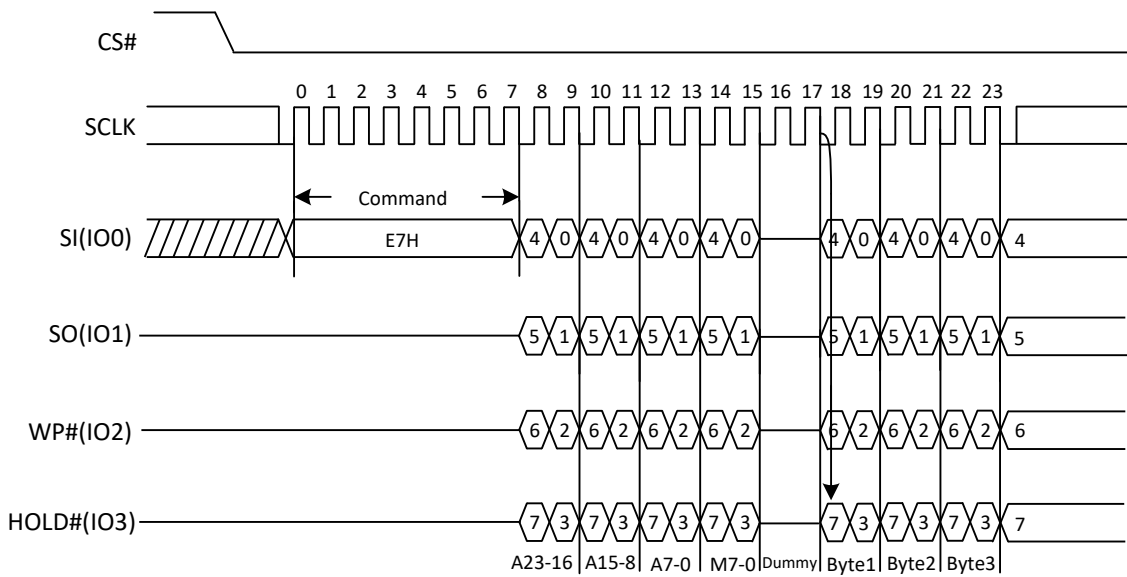 CS#
0 1 2 3 4 5 6 7 8 9 10 11 12 13 14 15 16 17 18 19 20 21 22 23
SCLK
Command
SI(IO0) E7H 4 0 4 0 4 0 4 0 4 0 4 0 4 0 4
SO(IO1) 5 1 5 1 5 1 5 1 5 1 5 1 5 1 5
WP#(IO2) 6 2 6 2 6 2 6 2 6 2 6 2 6 2 6
HOLD#(IO3) 7 3 7 3 7 3 7 3 7 3 7 3 7 3 7
A23-16 A15-8 A7-0 M7-0 Dummy Byte1 Byte2 Byte3